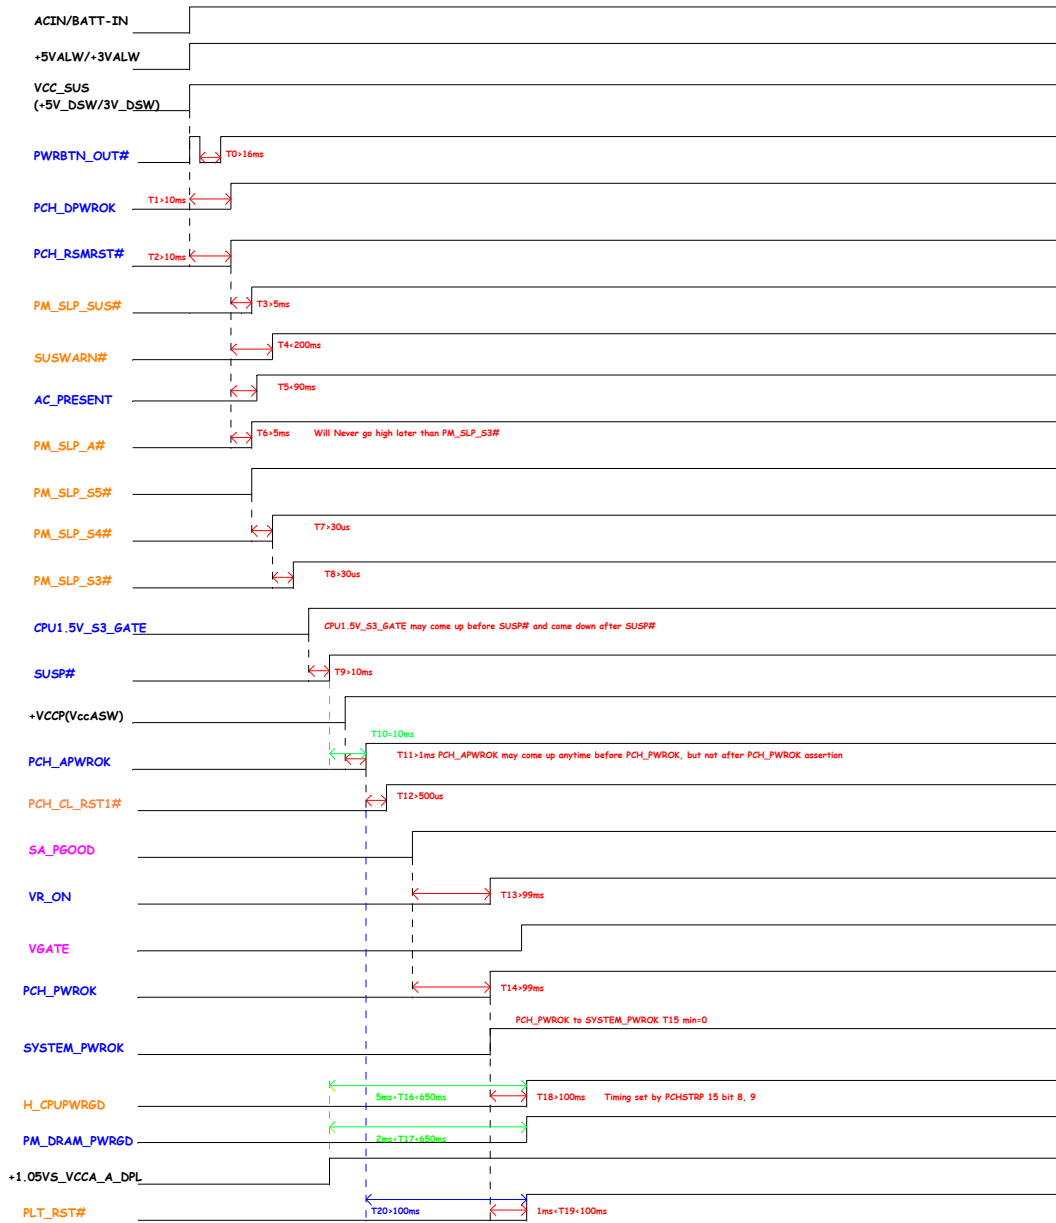 ACIN/BATT-IN
+5VALW/+3VALW
VCC_SUS
(+5V_DSW/3V_DSW)
PWRBTN_OUT#
T0>16ms
T1>10ms
PCH_DPWROK
PCH_RSMRST#
T2>10ms
PM_SLP_SUS#
T3>5ms
SUSWARN#
T4<200ms
AC_PRESENT
T5<90ms
PM_SLP_A#
T6>5ms
Will Never go high later than PM_SLP_S3#
PM_SLP_S5#
PM_SLP_S4#
T7>30us
PM_SLP_S3#
T8>30us
CPU1.5V_S3_GATE
CPU1.5V_S3_GATE may come up before SUSP# and come down after SUSP#
SUSP#
T9>10ms
+VCCP(VccASW)
T10=10ms
PCH_APWROK
T11>1ms PCH_APWROK may come up anytime before PCH_PWROK, but not after PCH_PWROK assertion
PCH_CL_RST1#
T12>500us
SA_PGOOD
VR_ON
T13>99ms
VGATE
PCH_PWROK
T14>99ms
PCH_PWROK to SYSTEM_PWROK T15 min=0
SYSTEM_PWROK
H_CPUPWRGD
5ms<T16<650ms
T18>100ms
Timing set by PCHSTRP 15 bit 8, 9
PM_DRAM_PWRGD
2ms<T17<650ms
+1.05VS_VCCA_A_DPL
PLT_RST#
T20>100ms
1ms<T19<100ms